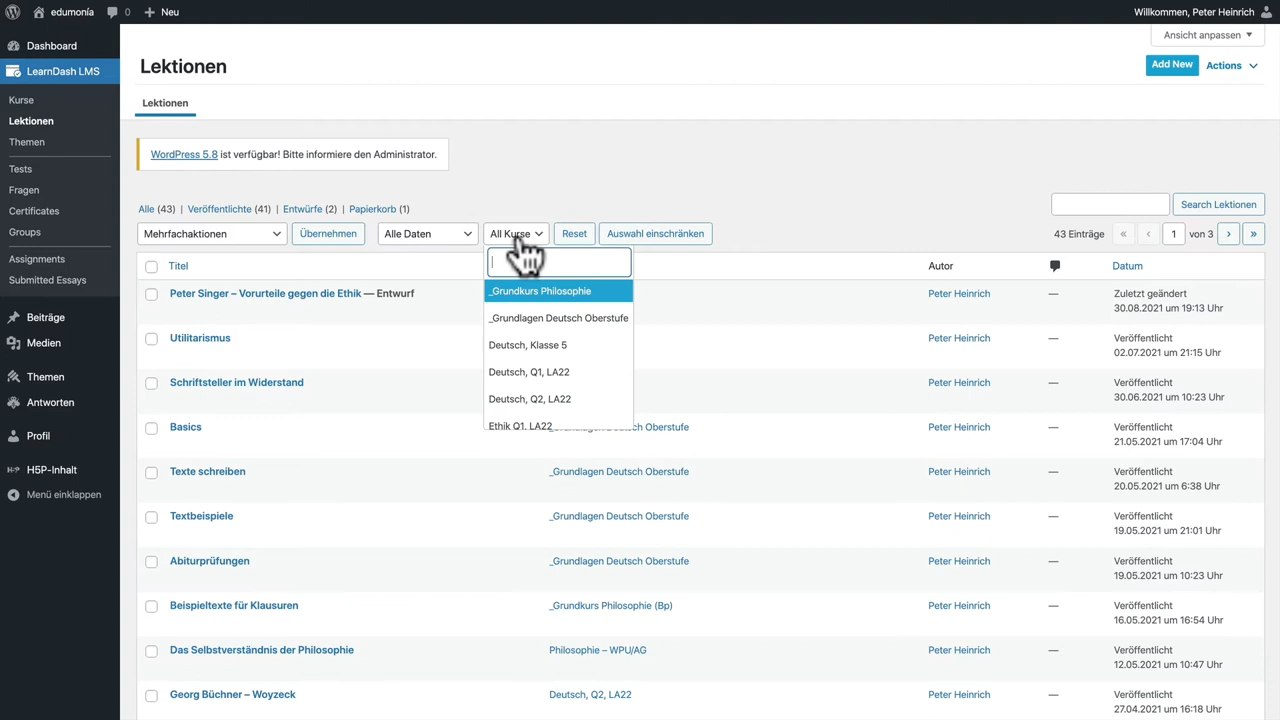 edumonía
0
Neu
Willkommen, Peter Heinrich
Dashboard
LearnDash LMS
Kurse
Lektionen
Themen
Tests
Fragen
Certificates
Groups
Assignments
Submitted Essays
Beiträge
Medien
Themen
Antworten
Profil
H5P-Inhalt
Menü einklappen
Ansicht anpassen
Lektionen
Add New
Actions
Lektionen
WordPress 5.8 ist verfügbar! Bitte informiere den Administrator.
Alle (43) | Veröffentlichte (41) | Entwürfe (2) | Papierkorb (1)
Search Lektionen
Mehrfachaktionen
Übernehmen
Alle Daten
All Kurse
Reset
Auswahl einschränken
43 Einträge « ‹ 1 von 3 › »
_Grundkurs Philosophie
_Grundlagen Deutsch Oberstufe
Deutsch, Klasse 5
Deutsch, Q1, LA22
Deutsch, Q2, LA22
Ethik Q1, LA22
Titel
Autor
Datum
Peter Singer – Vorurteile gegen die Ethik — Entwurf
Peter Heinrich
—
Zuletzt geändert
30.08.2021 um 19:13 Uhr
Utilitarismus
Peter Heinrich
—
Veröffentlicht
02.07.2021 um 21:15 Uhr
Schriftsteller im Widerstand
Peter Heinrich
—
Veröffentlicht
30.06.2021 um 10:23 Uhr
Basics
_Grundlagen Deutsch Oberstufe
Peter Heinrich
—
Veröffentlicht
21.05.2021 um 17:04 Uhr
Texte schreiben
_Grundlagen Deutsch Oberstufe
Peter Heinrich
—
Veröffentlicht
20.05.2021 um 6:38 Uhr
Textbeispiele
_Grundlagen Deutsch Oberstufe
Peter Heinrich
—
Veröffentlicht
19.05.2021 um 21:01 Uhr
Abiturprüfungen
_Grundlagen Deutsch Oberstufe
Peter Heinrich
—
Veröffentlicht
19.05.2021 um 10:23 Uhr
Beispieltexte für Klausuren
_Grundkurs Philosophie (Bp)
Peter Heinrich
—
Veröffentlicht
16.05.2021 um 16:54 Uhr
Das Selbstverständnis der Philosophie
Philosophie – WPU/AG
Peter Heinrich
—
Veröffentlicht
12.05.2021 um 10:47 Uhr
Georg Büchner – Woyzeck
Deutsch, Q2, LA22
Peter Heinrich
—
Veröffentlicht
27.04.2021 um 16:18 Uhr